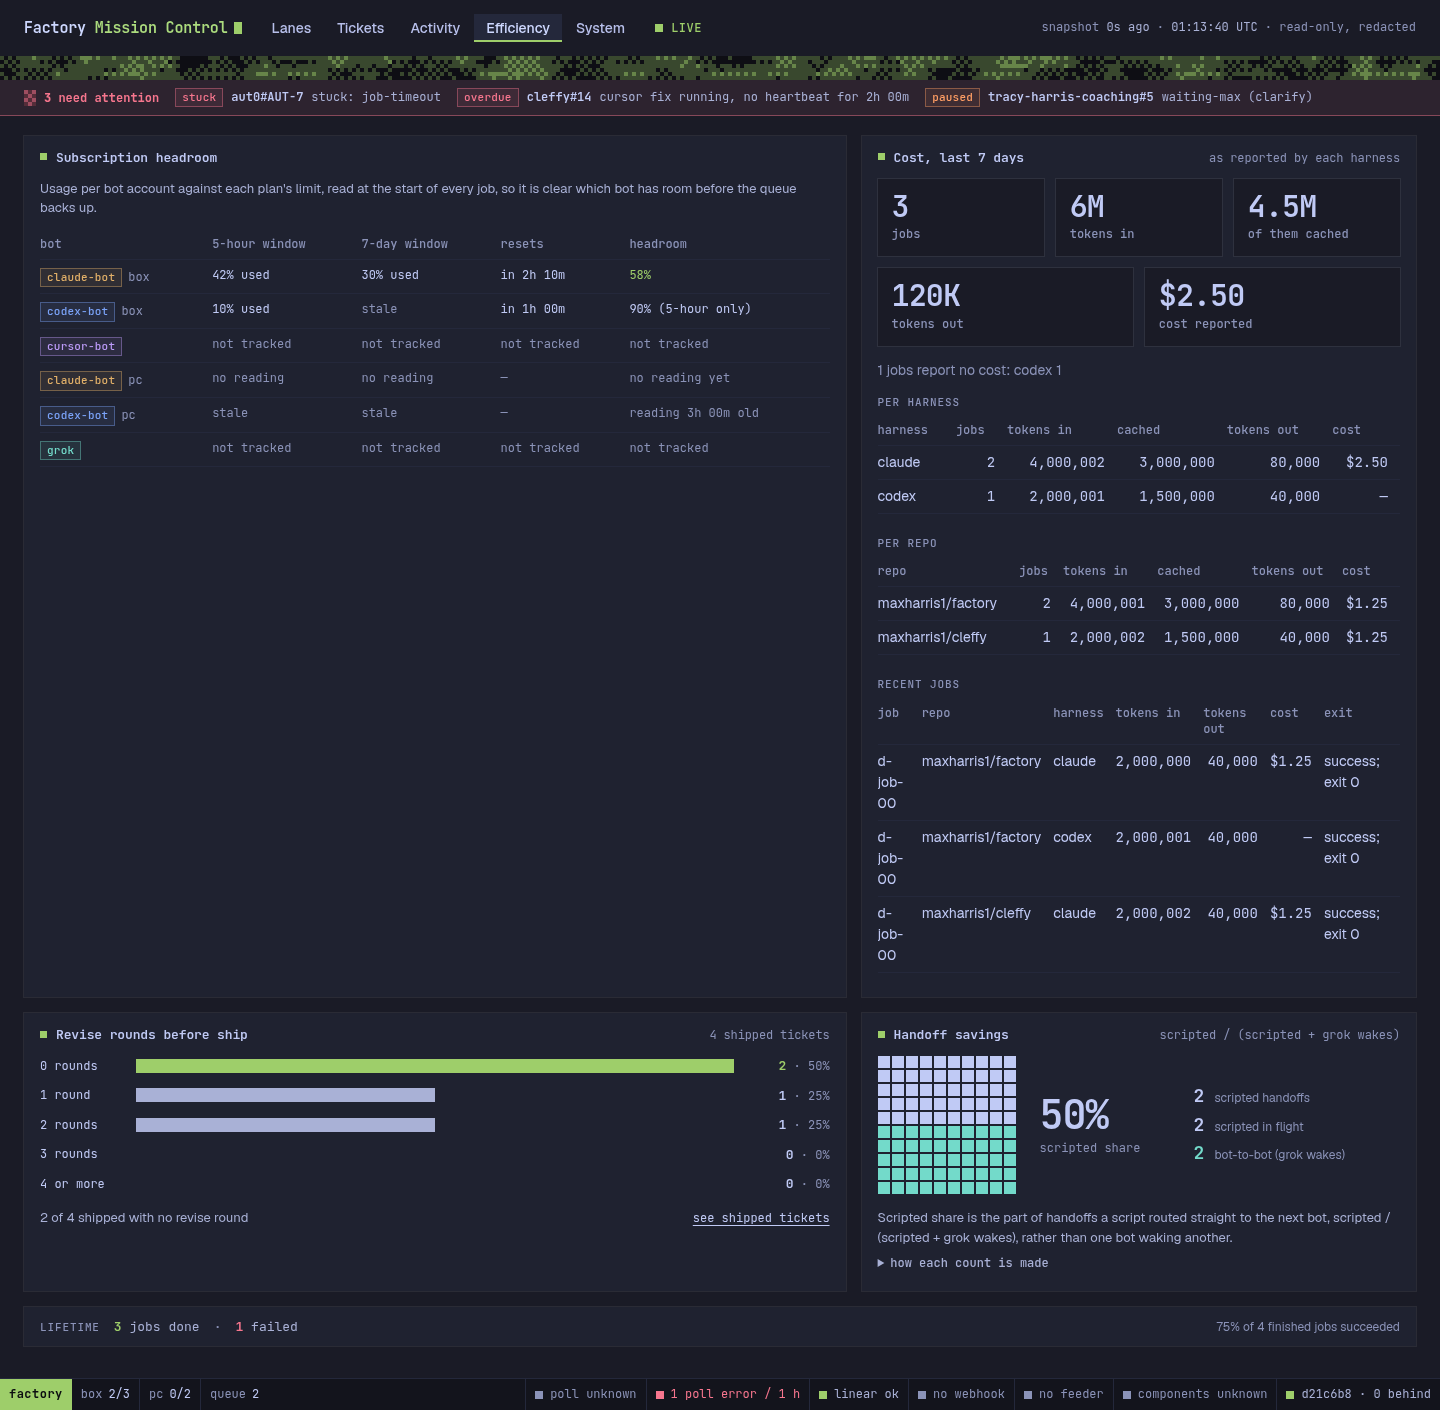 Factory Mission Control Lanes Tickets Activity Efficiency System LIVE snapshot 0s ago · 01:13:40 UTC · read-only, redacted
3 need attention stuck aut0#AUT-7 stuck: job-timeout overdue cleffy#14 cursor fix running, no heartbeat for 2h 00m paused tracy-harris-coaching#5 waiting-max (clarify)
Subscription headroom
Usage per bot account against each plan's limit, read at the start of every job, so it is clear which bot has room before the queue
backs up.
bot 5-hour window 7-day window resets headroom
claude-bot box 42% used 30% used in 2h 10m 58%
codex-bot box 10% used stale in 1h 00m 90% (5-hour only)
cursor-bot not tracked not tracked not tracked not tracked
claude-bot pc no reading no reading — no reading yet
codex-bot pc stale stale — reading 3h 00m old
grok not tracked not tracked not tracked not tracked
Cost, last 7 days as reported by each harness
3 6M 4.5M
jobs tokens in of them cached
120K $2.50
tokens out cost reported
1 jobs report no cost: codex 1
PER HARNESS
harness jobs tokens in cached tokens out cost
claude 2 4,000,002 3,000,000 80,000 $2.50
codex 1 2,000,001 1,500,000 40,000 —
PER REPO
repo jobs tokens in cached tokens out cost
maxharris1/factory 2 4,000,001 3,000,000 80,000 $1.25
maxharris1/cleffy 1 2,000,002 1,500,000 40,000 $1.25
RECENT JOBS
job repo harness tokens in tokens cost exit
out
d- maxharris1/factory claude 2,000,000 40,000 $1.25 success;
job- exit 0
00
d- maxharris1/factory codex 2,000,001 40,000 — success;
job- exit 0
00
d- maxharris1/cleffy claude 2,000,002 40,000 $1.25 success;
job- exit 0
00
Revise rounds before ship 4 shipped tickets
0 rounds 2 · 50%
1 round 1 · 25%
2 rounds 1 · 25%
3 rounds 0 · 0%
4 or more 0 · 0%
2 of 4 shipped with no revise round see shipped tickets
Handoff savings scripted / (scripted + grok wakes)
50%
scripted share
2 scripted handoffs
2 scripted in flight
2 bot-to-bot (grok wakes)
Scripted share is the part of handoffs a script routed straight to the next bot, scripted /
(scripted + grok wakes), rather than one bot waking another.
how each count is made
LIFETIME 3 jobs done · 1 failed 75% of 4 finished jobs succeeded
factory box 2/3 pc 0/2 queue 2 poll unknown 1 poll error / 1 h linear ok no webhook no feeder components unknown d21c6b8 · 0 behind